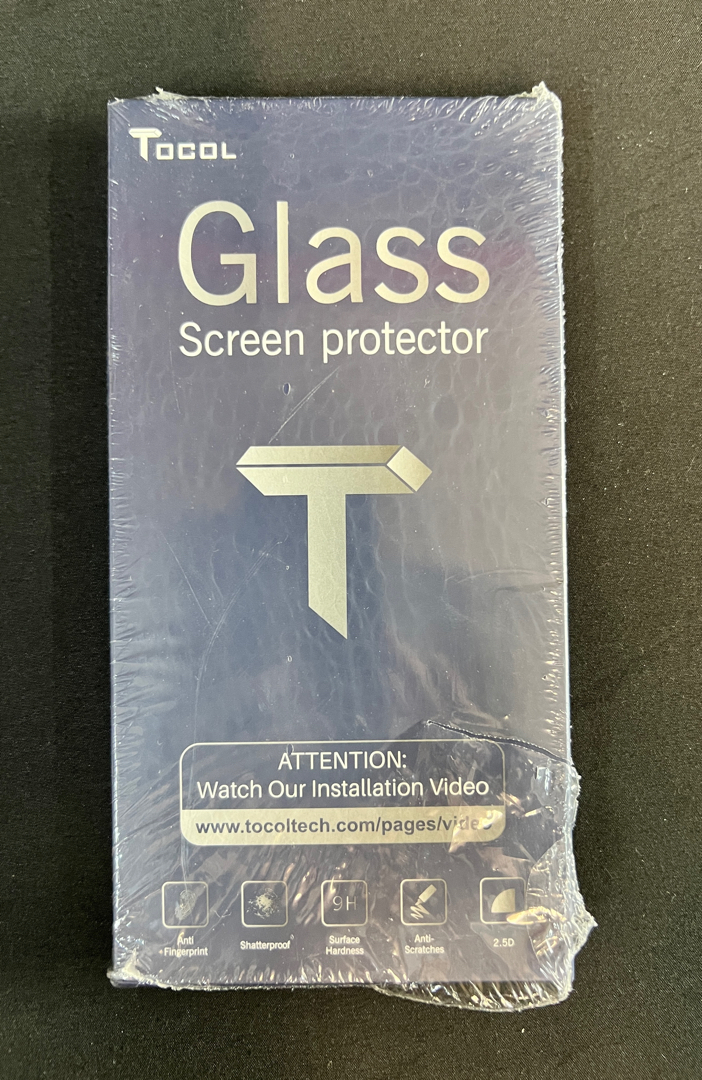 TOCOL
Glass
Screen protector
ATTENTION:
Watch Our Installation Video
www.tocoltech.com/pages/video
9H
Anti
Fingerprint
Shatterproof
Surface
Hardness
Anti-
Scratches
2.5D